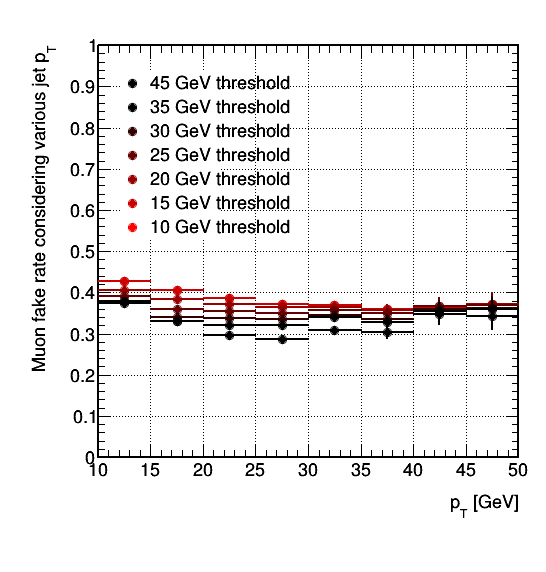 Muon fake rate considering various jet p_T
1
0.9
0.8
0.7
0.6
0.5
0.4
0.3
0.2
0.1
0
45 GeV threshold
35 GeV threshold
30 GeV threshold
25 GeV threshold
20 GeV threshold
15 GeV threshold
10 GeV threshold
10 15 20 25 30 35 40 45 50
p_T [GeV]